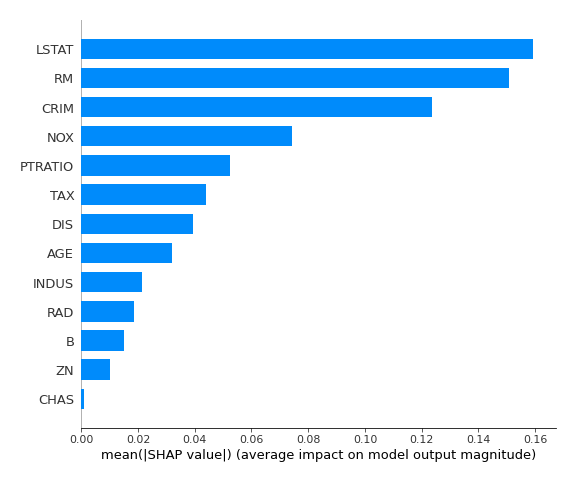 LSTAT
RM
CRIM
NOX
PTRATIO
TAX
DIS
AGE
INDUS
RAD
B
ZN
CHAS
0.00 0.02 0.04 0.06 0.08 0.10 0.12 0.14 0.16
mean(|SHAP value|) (average impact on model output magnitude)